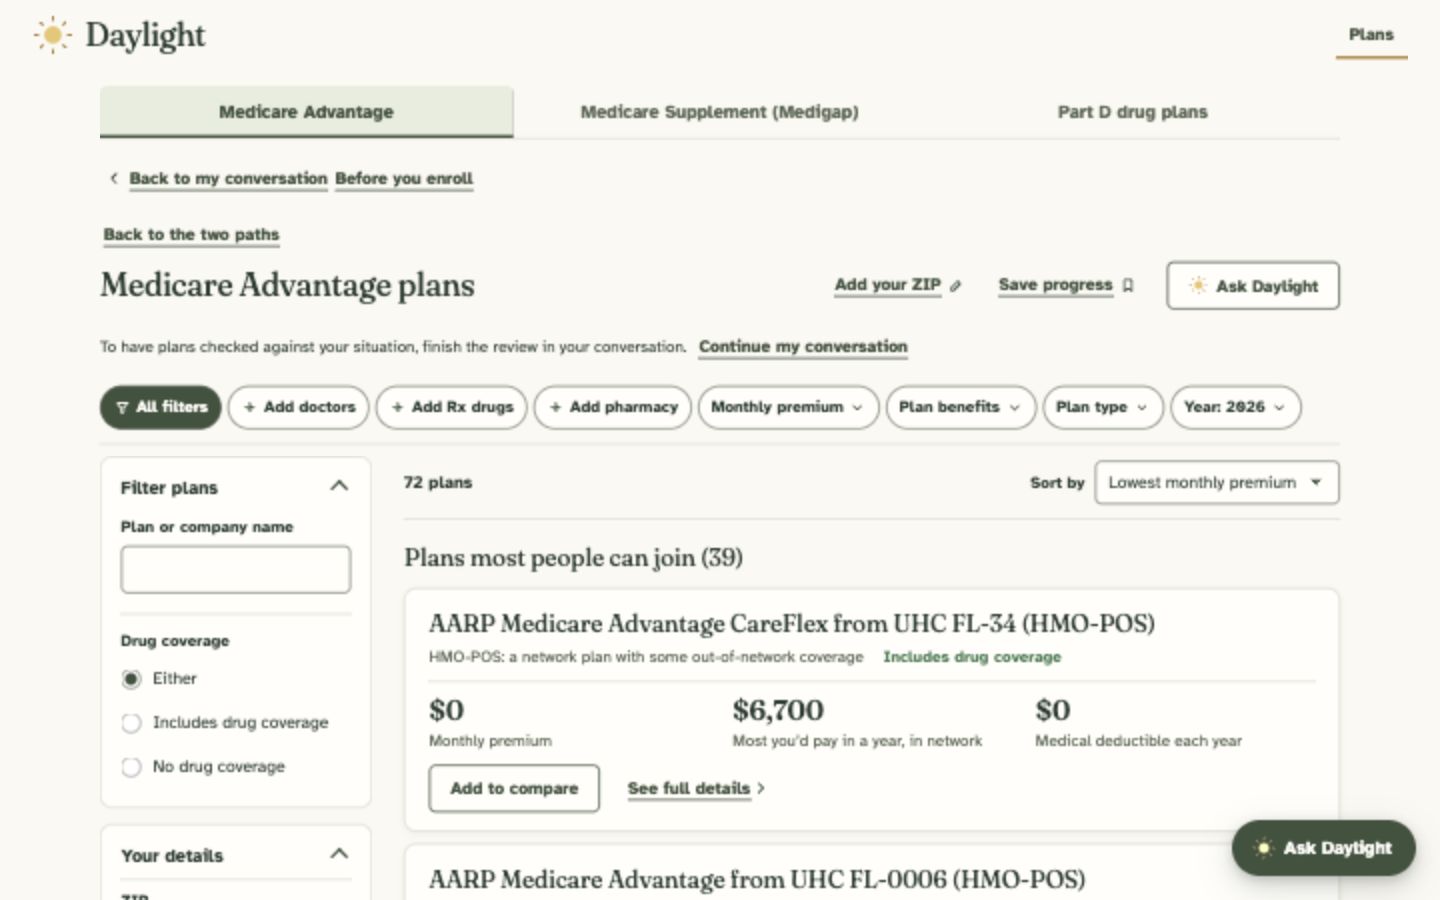 Daylight
Plans
Medicare Advantage
Medicare Supplement (Medigap)
Part D drug plans
Back to my conversation
Before you enroll
Back to the two paths
Medicare Advantage plans
Add your ZIP
Save progress
Ask Daylight
To have plans checked against your situation, finish the review in your conversation.
Continue my conversation
All filters
+ Add doctors
+ Add Rx drugs
+ Add pharmacy
Monthly premium
Plan benefits
Plan type
Year: 2026
Filter plans
Plan or company name
Drug coverage
Either
Includes drug coverage
No drug coverage
Your details
ZIP
72 plans
Sort by
Lowest monthly premium
Plans most people can join (39)
AARP Medicare Advantage CareFlex from UHC FL-34 (HMO-POS)
HMO-POS: a network plan with some out-of-network coverage
Includes drug coverage
$0
Monthly premium
$6,700
Most you'd pay in a year, in network
$0
Medical deductible each year
Add to compare
See full details
AARP Medicare Advantage from UHC FL-0006 (HMO-POS)
Ask Daylight